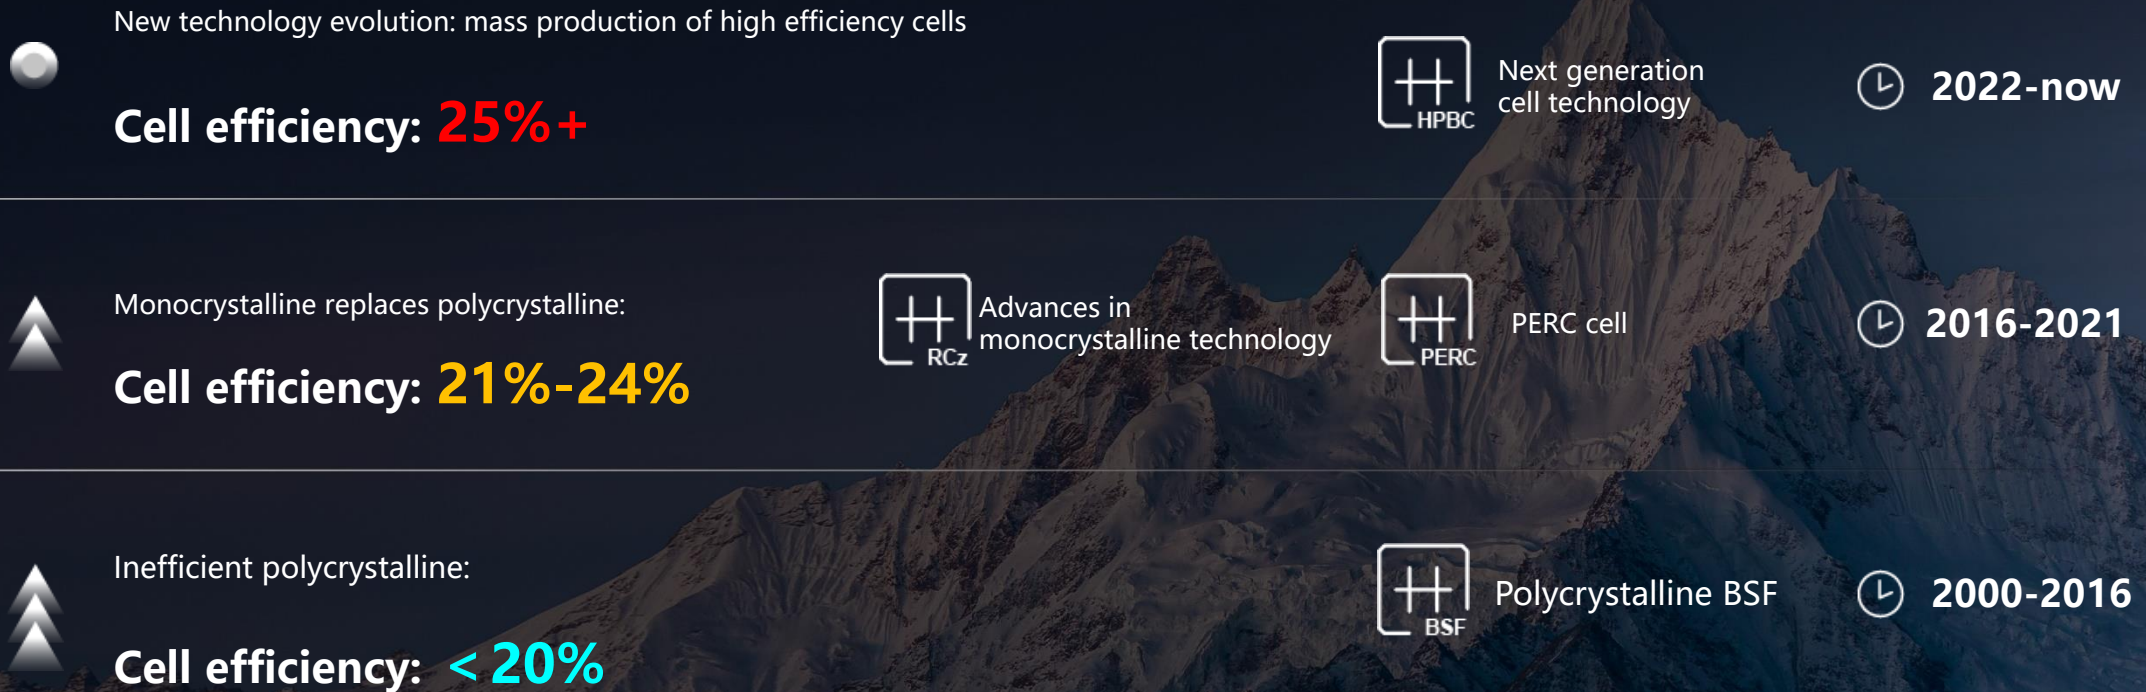 New technology evolution: mass production of high efficiency cells
Cell efficiency: 25%+
HPBC
Next generation
cell technology
2022-now
Monocrystalline replaces polycrystalline:
Cell efficiency: 21%-24%
RCz
Advances in
monocrystalline technology
PERC
PERC cell
2016-2021
Inefficient polycrystalline:
Cell efficiency: <20%
BSF
Polycrystalline BSF
2000-2016